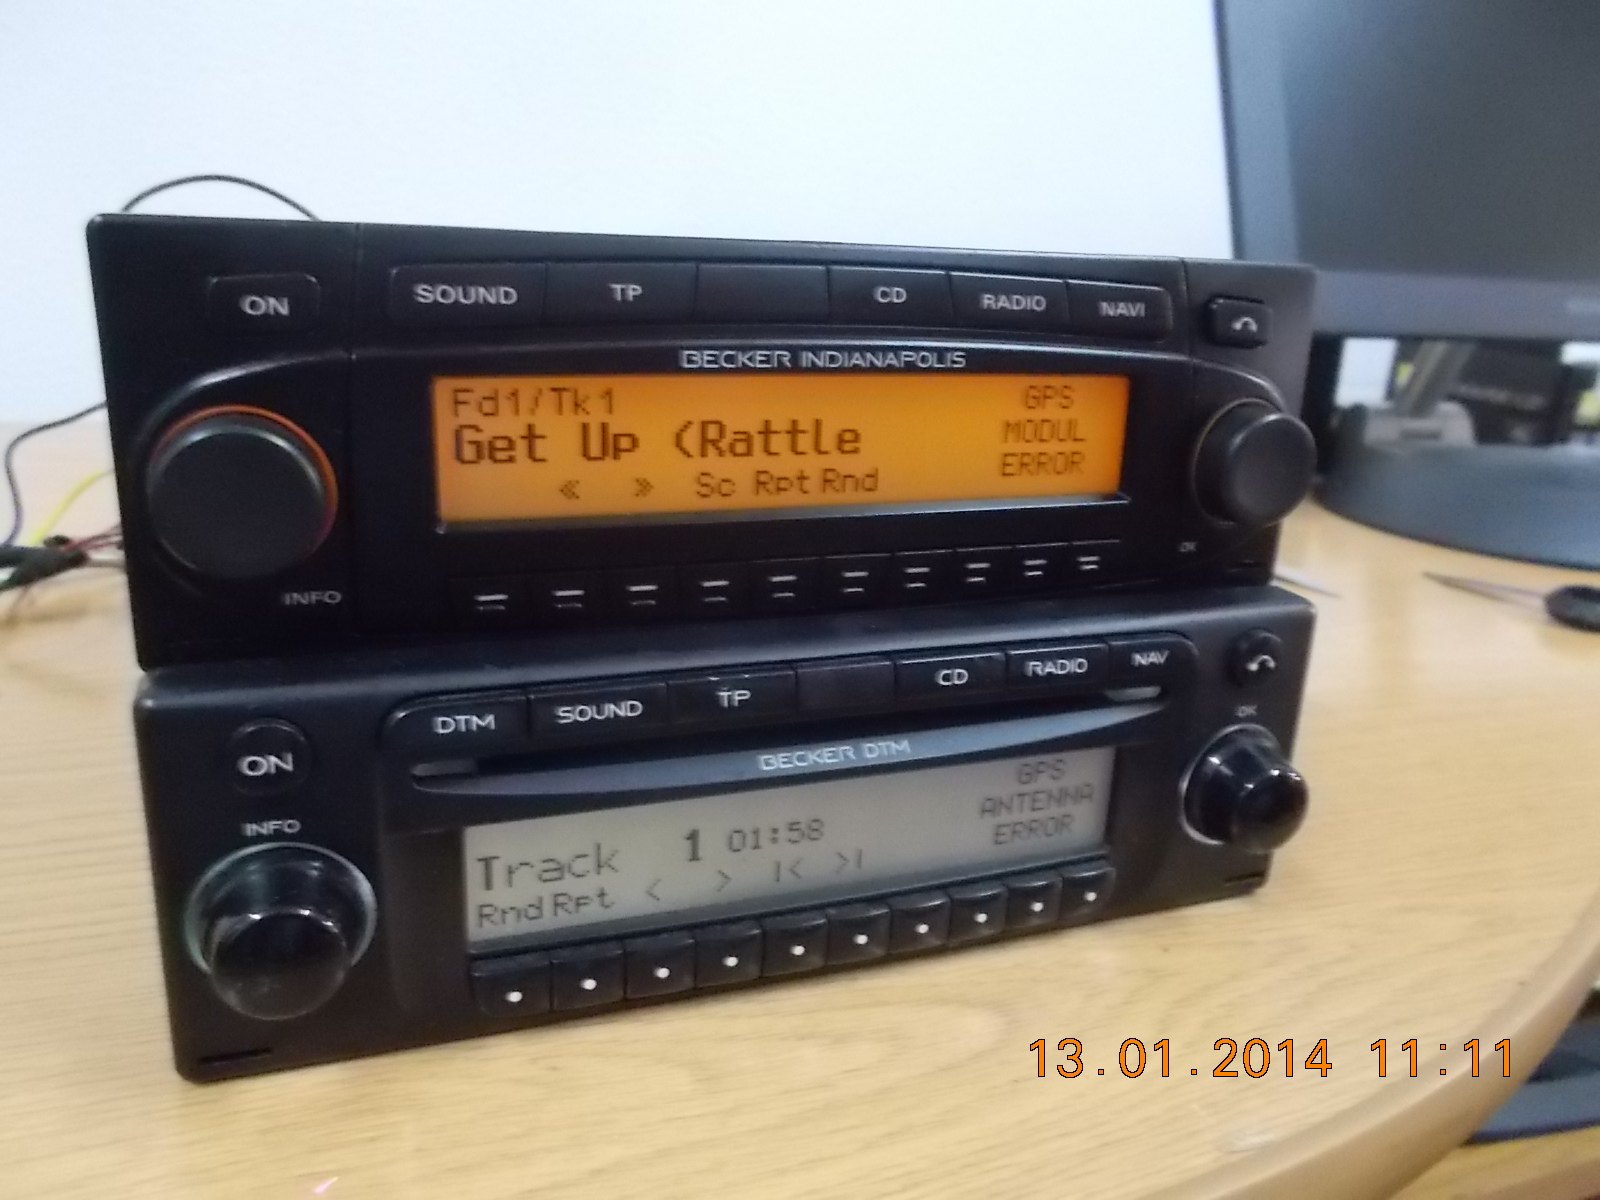 ON
SOUND TP CD RADIO NAVI
BECKER INDIANAPOLIS
Fd1/Tk1 GPS
Get Up (Rattle MODUL
« » Sc Rpt Rnd ERROR
INFO
OK
DTM SOUND TP CD RADIO NAV
ON
OK
BECKER DTM
INFO
GPS
Track 1 01:58 ANTENNA
Rnd Rpt < > |< >| ERROR
13.01.2014 11:11